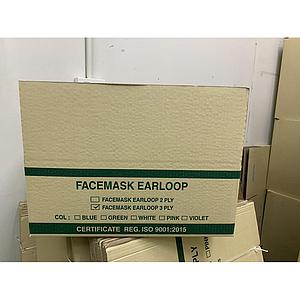 FACEMASK EARLOOP
FACEMASK EARLOOP 2 PLY
FACEMASK EARLOOP 3 PLY
COL : BLUE GREEN WHITE PINK VIOLET
CERTIFICATE REG. ISO 9001:2015
PLY